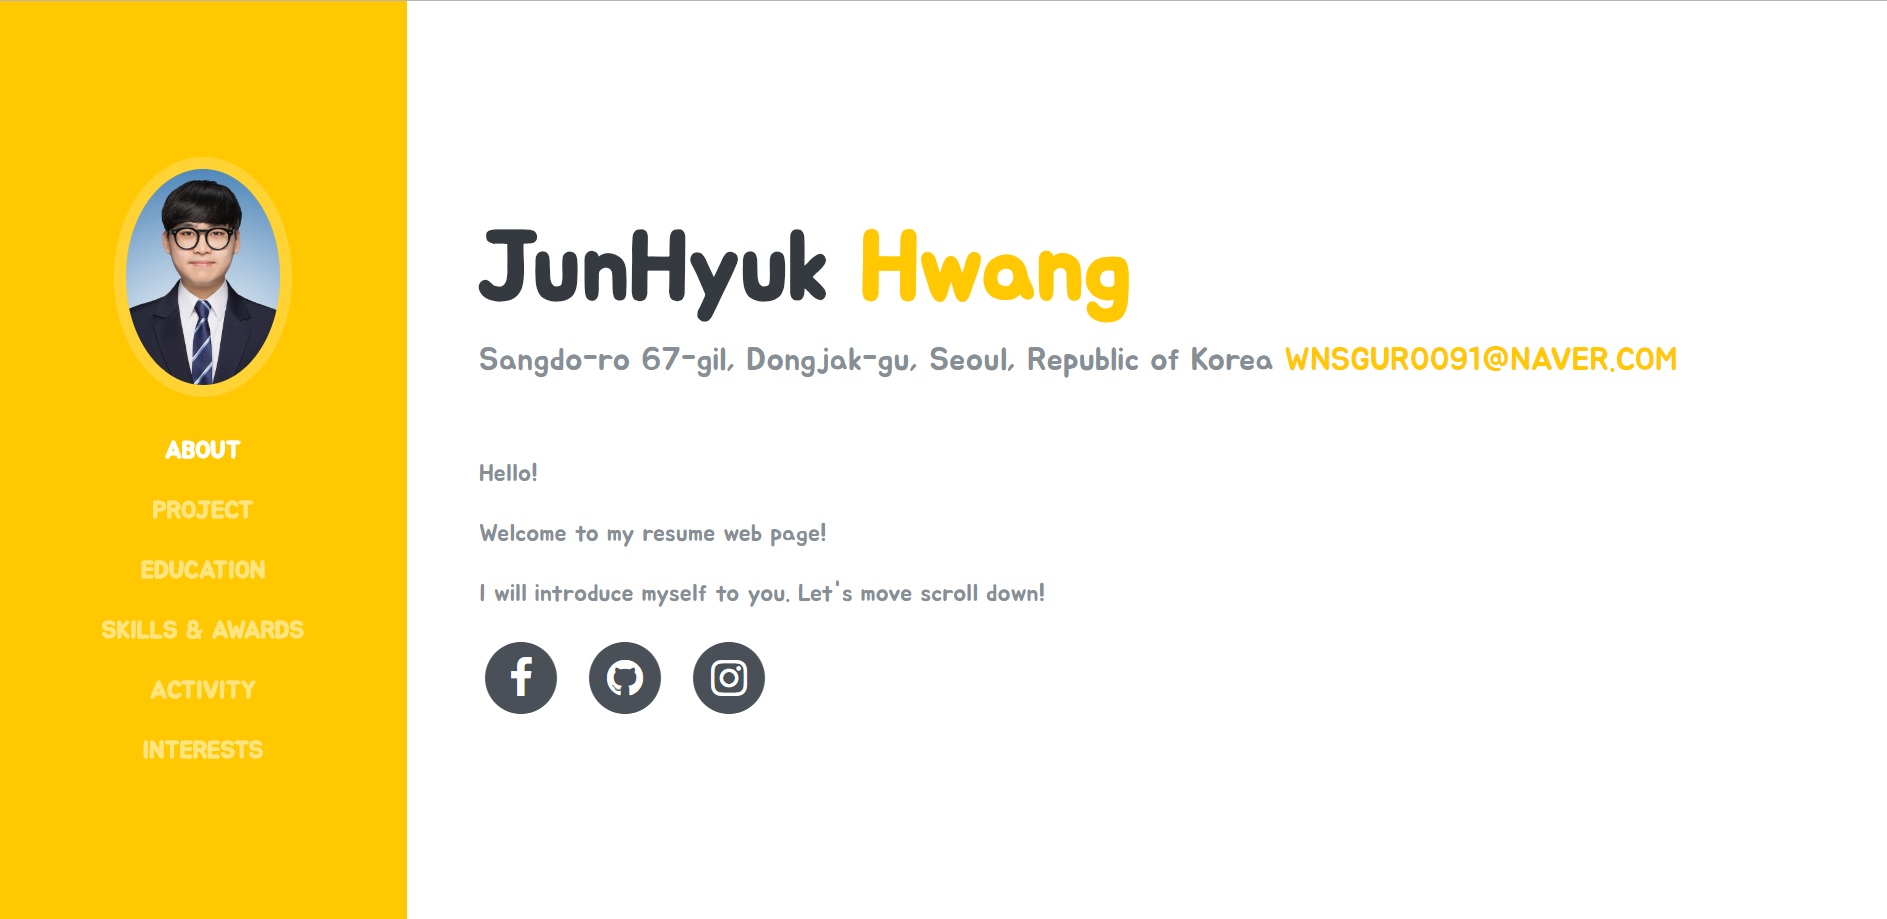 ABOUT
PROJECT
EDUCATION
SKILLS & AWARDS
ACTIVITY
INTERESTS
JunHyuk Hwang
Sangdo-ro 67-gil, Dongjak-gu, Seoul, Republic of Korea WNSGUR0091@NAVER.COM
Hello!
Welcome to my resume web page!
I will introduce myself to you. Let's move scroll down!